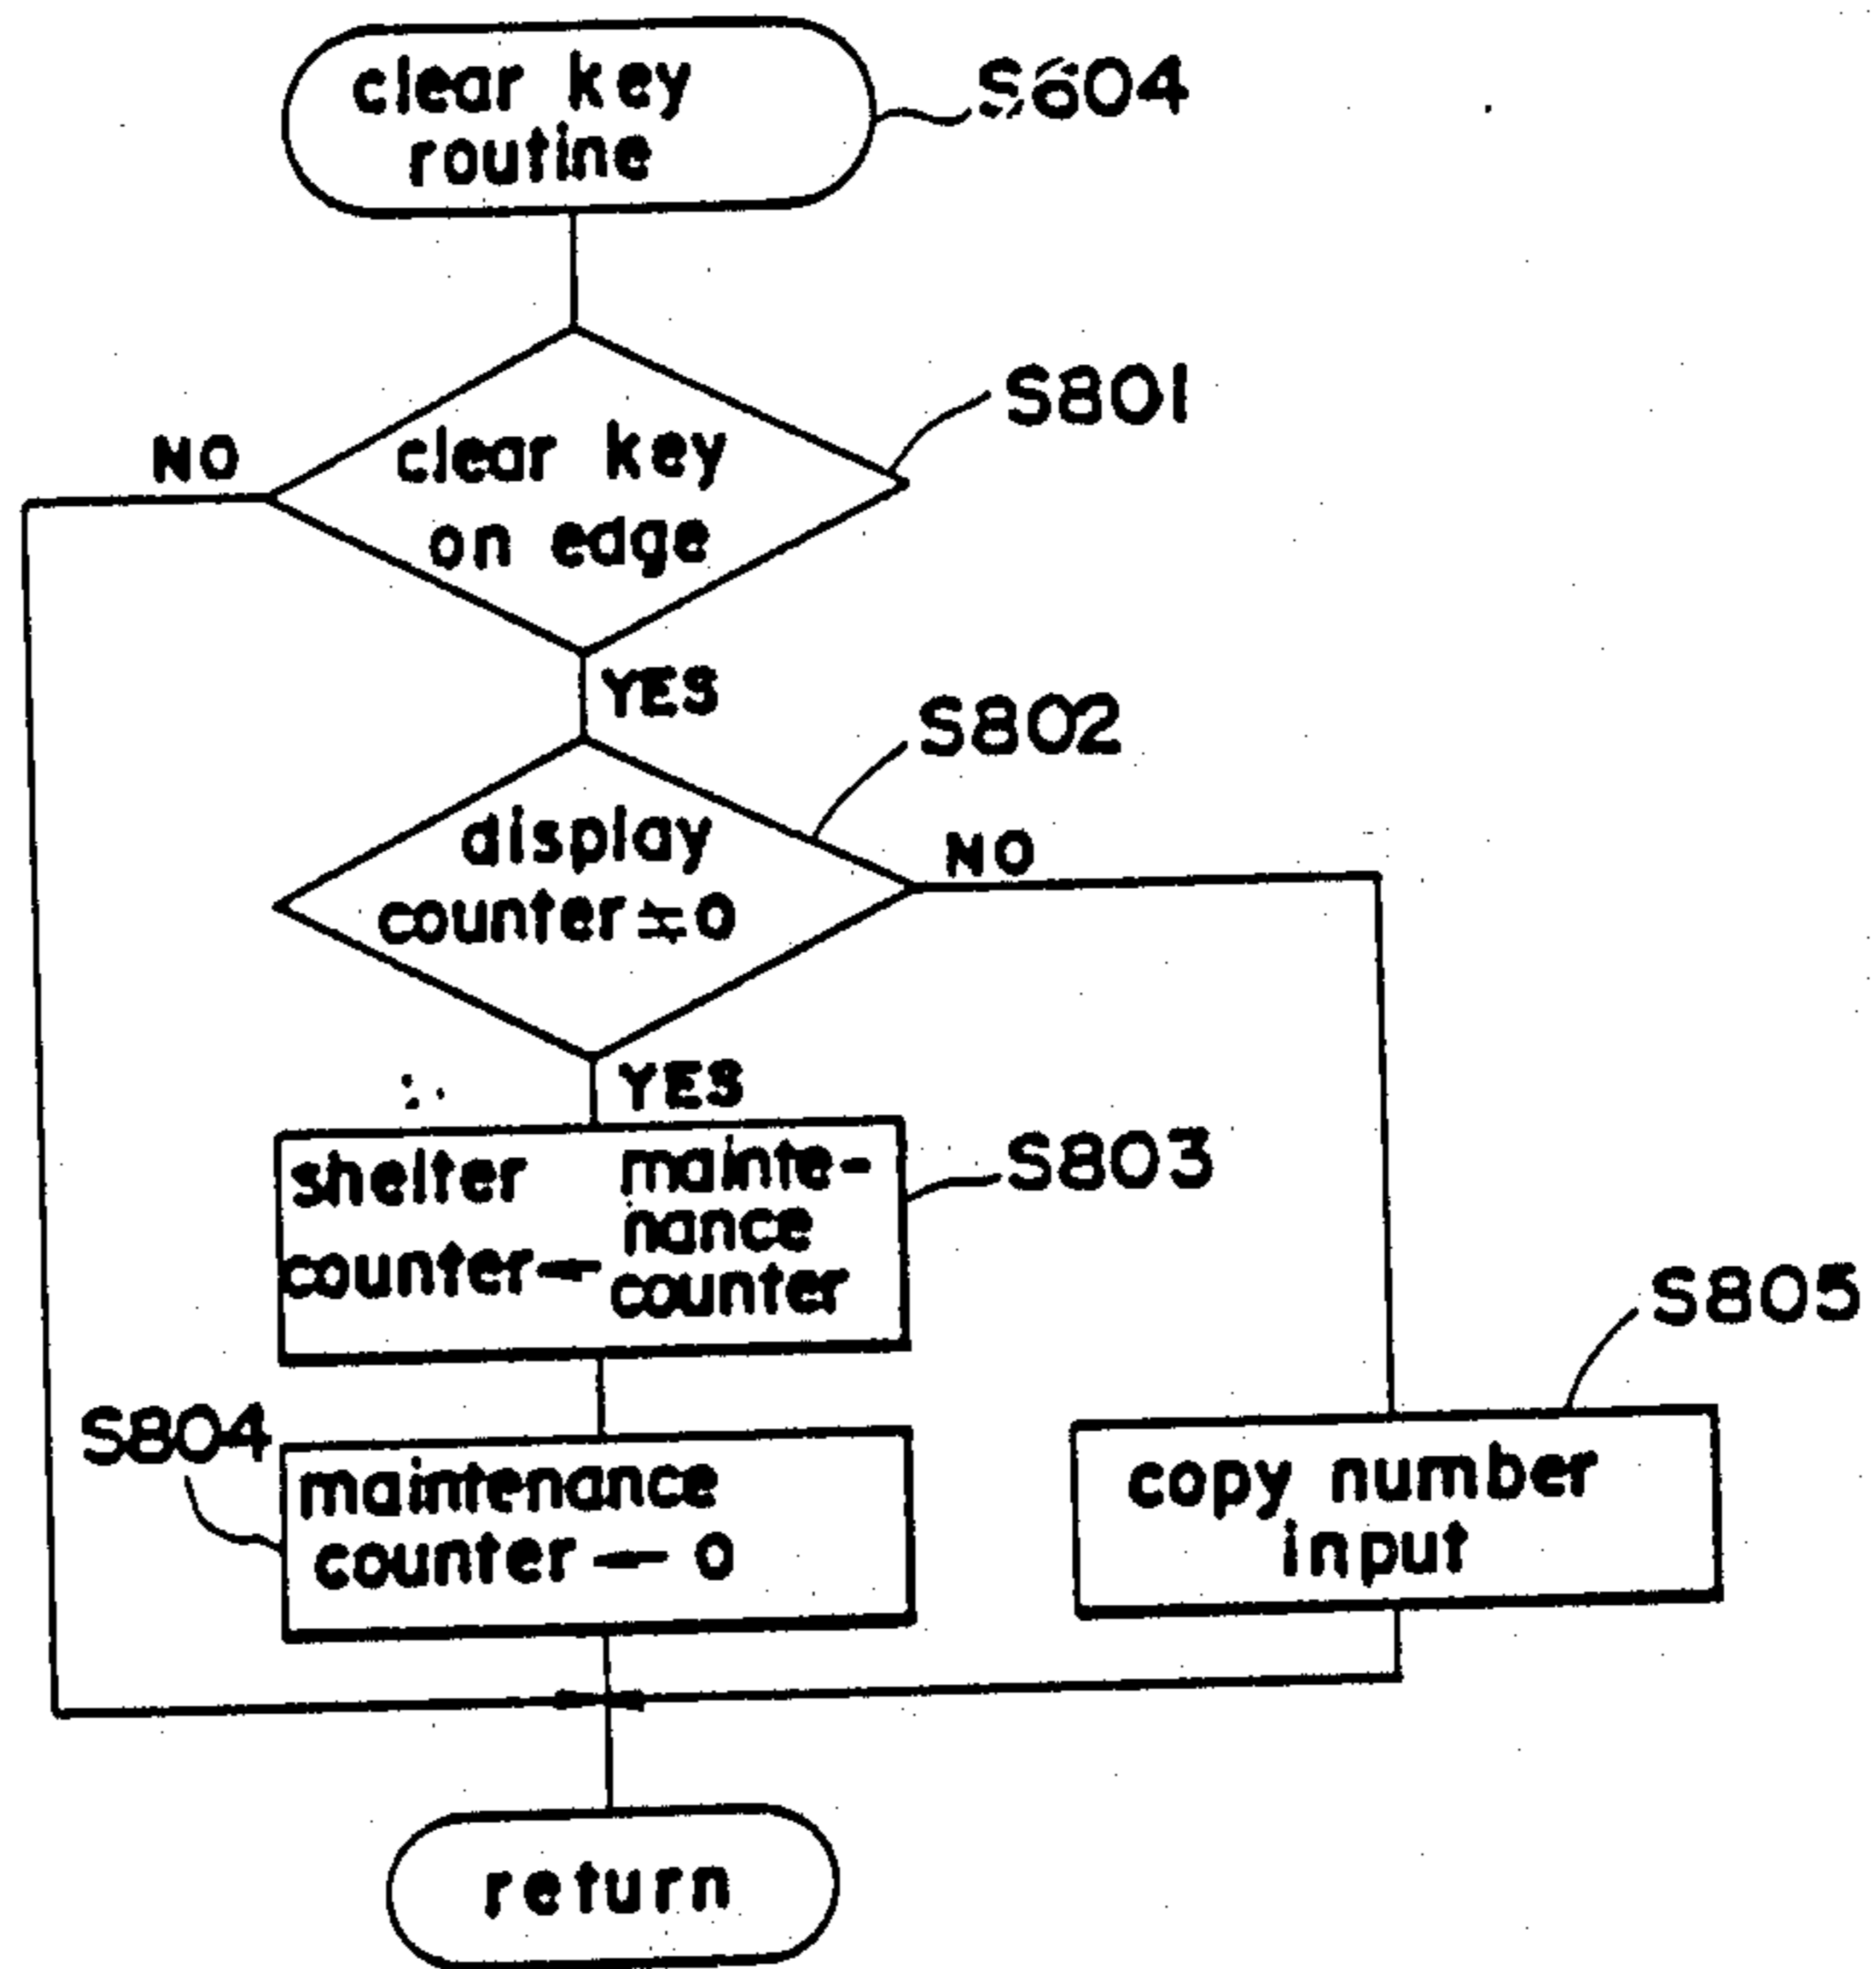 clear key
routine
S604
clear key
on edge
S801
NO
YES
S802
display
counter≠0
NO
YES
shelter
counter←
mainte-
nance
counter
S803
S804
maintenance
counter ← 0
copy number
input
S805
return